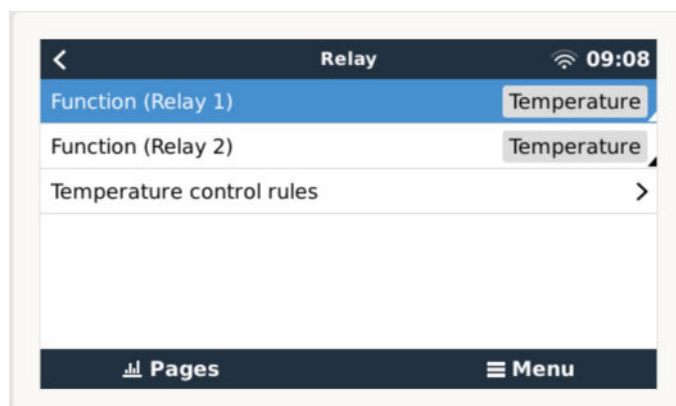 Relay 09:08
Function (Relay 1) Temperature
Function (Relay 2) Temperature
Temperature control rules
Pages Menu